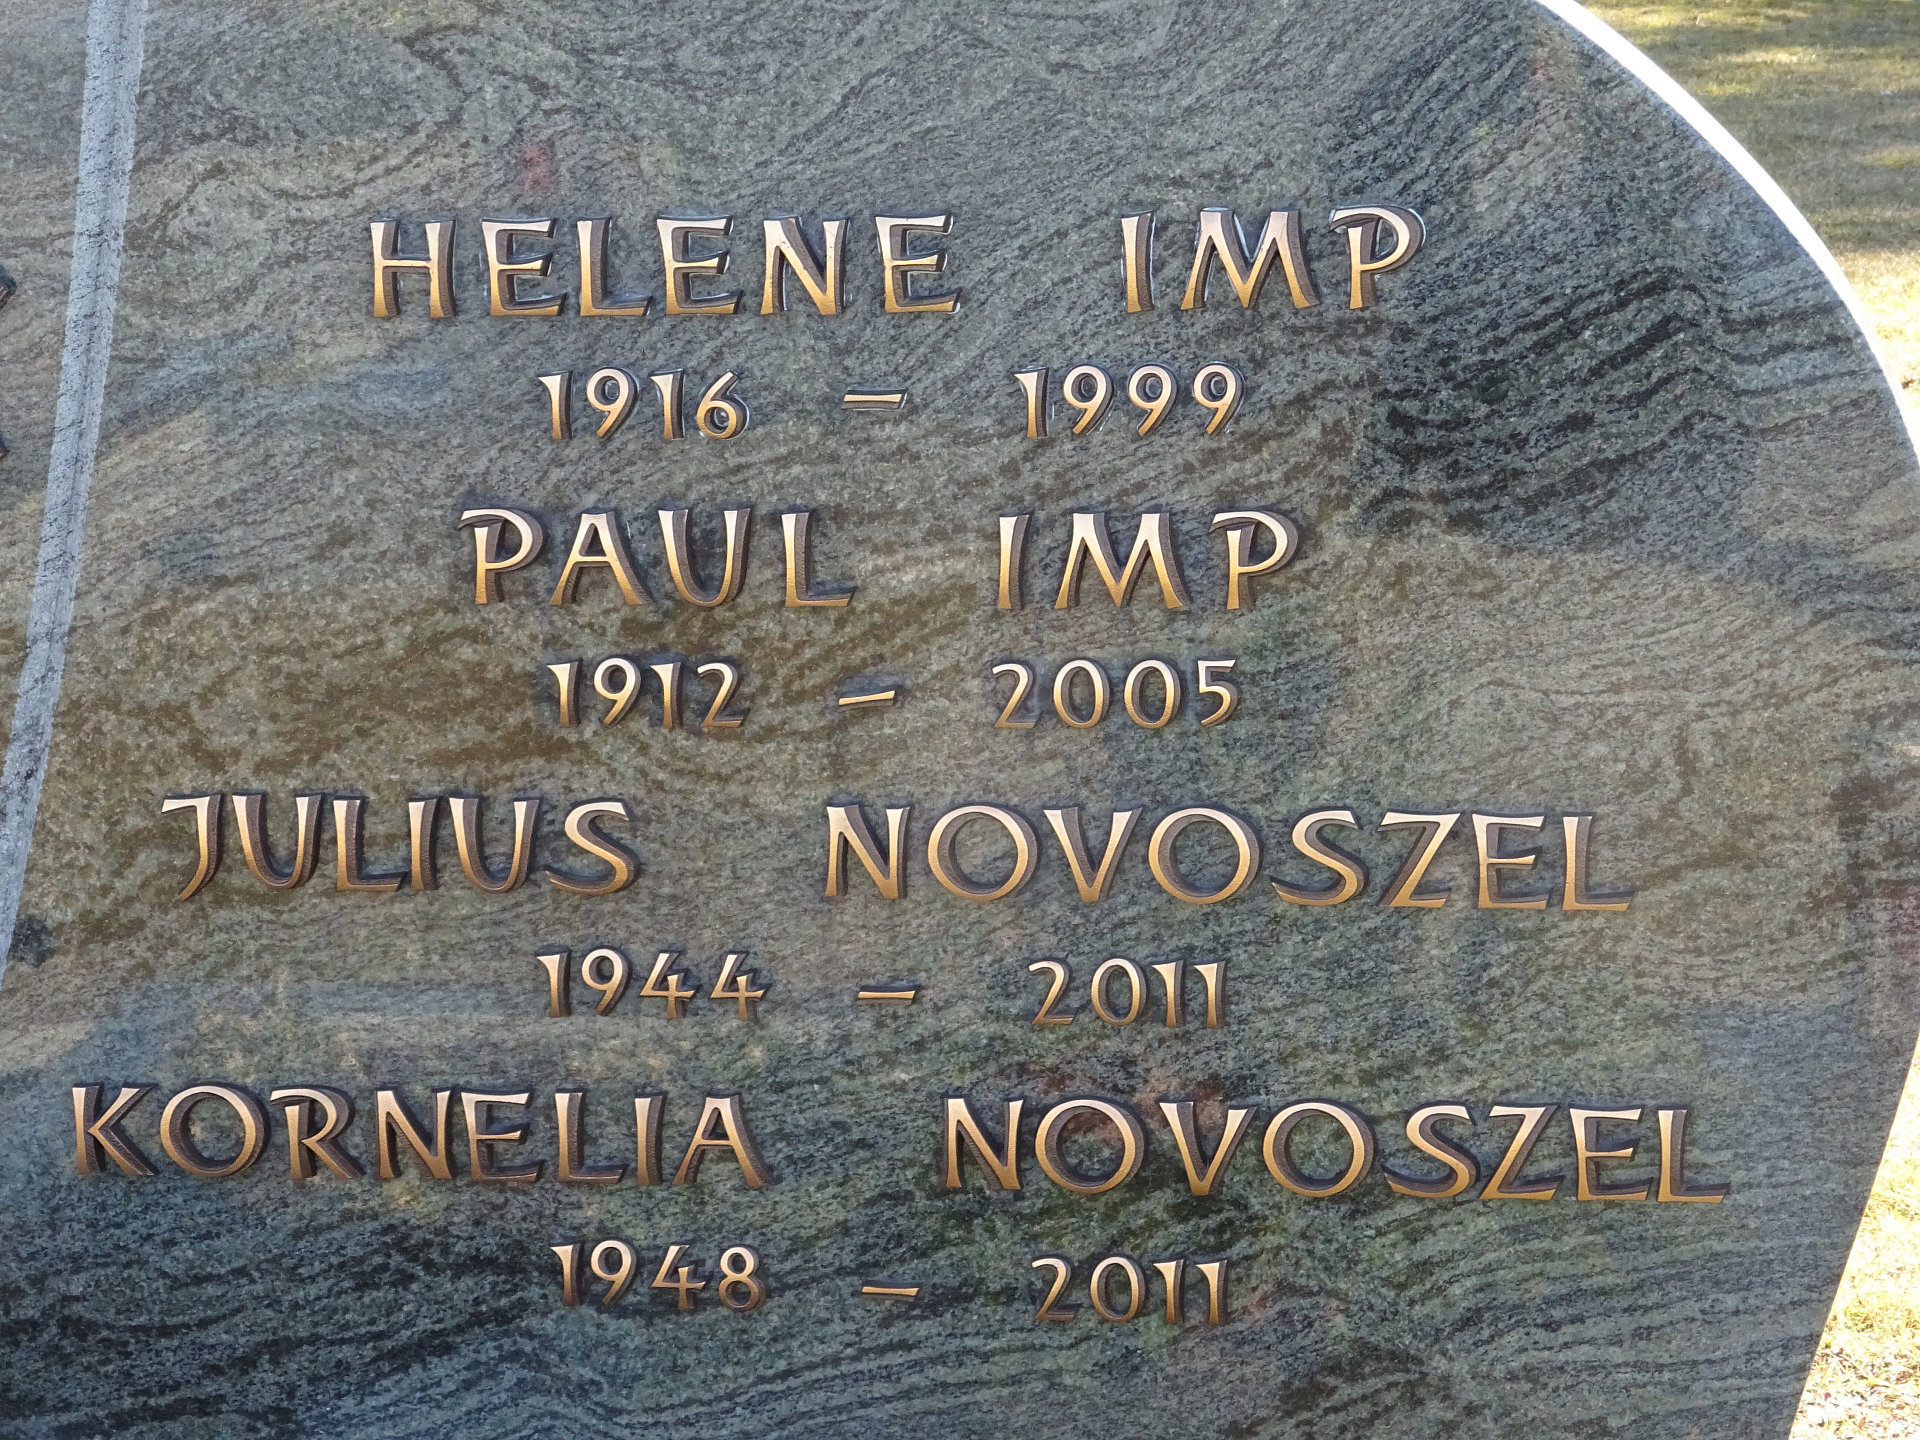 HELENE IMP
1916 – 1999
PAUL IMP
1912 – 2005
JULIUS NOVOSZEL
1944 – 2011
KORNELIA NOVOSZEL
1948 – 2011